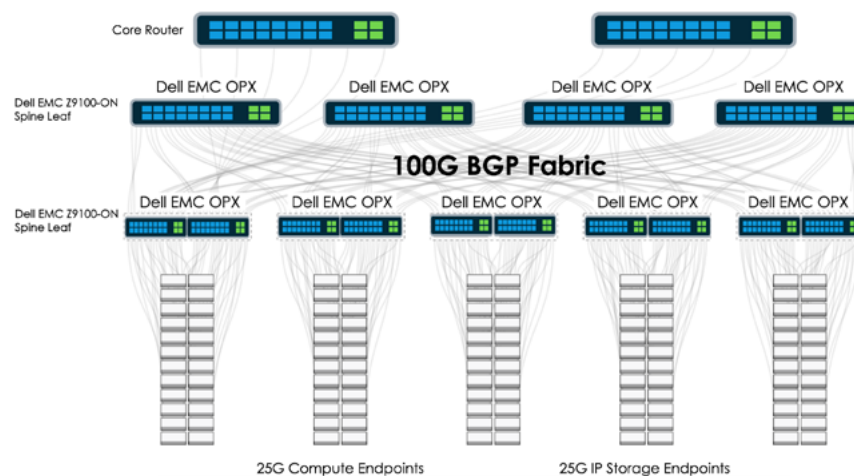 Core Router
Dell EMC OPX
Dell EMC OPX
Dell EMC OPX
Dell EMC OPX
Dell EMC Z9100-ON
Spine Leaf
100G BGP Fabric
Dell EMC OPX
Dell EMC OPX
Dell EMC OPX
Dell EMC OPX
Dell EMC OPX
Dell EMC Z9100-ON
Spine Leaf
25G Compute Endpoints
25G IP Storage Endpoints